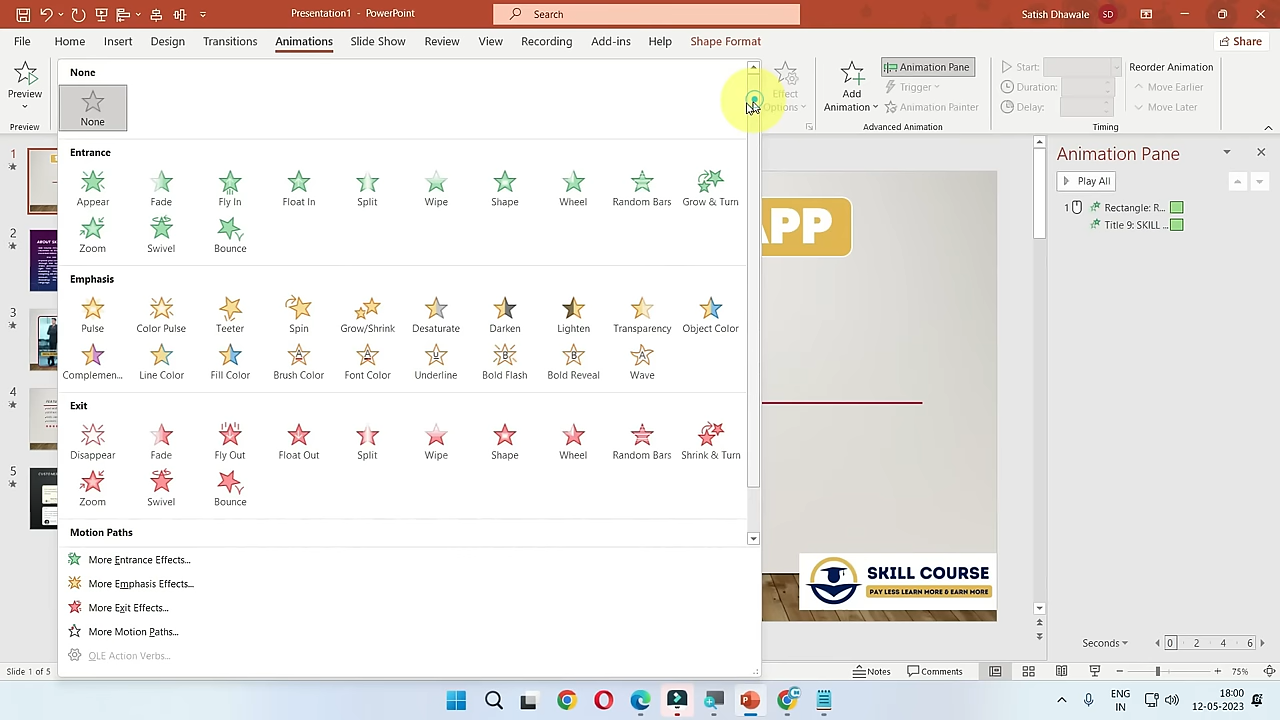 Presentation1 - PowerPoint
Search
Satish Dhawale SD
File Home Insert Design Transitions Animations Slide Show Review View Recording Add-ins Help Shape Format Share
Preview
Preview
None
None
Effect
Options
Add
Animation
Animation Pane
Trigger
Animation Painter
Advanced Animation
Start:
Duration:
Delay:
Timing
Reorder Animation
Move Earlier
Move Later
Entrance
Appear Fade Fly In Float In Split Wipe Shape Wheel Random Bars Grow & Turn
Zoom Swivel Bounce
Emphasis
Pulse Color Pulse Teeter Spin Grow/Shrink Desaturate Darken Lighten Transparency Object Color
Complemen... Line Color Fill Color Brush Color Font Color Underline Bold Flash Bold Reveal Wave
Exit
Disappear Fade Fly Out Float Out Split Wipe Shape Wheel Random Bars Shrink & Turn
Zoom Swivel Bounce
Motion Paths
More Entrance Effects...
More Emphasis Effects...
More Exit Effects...
More Motion Paths...
OLE Action Verbs...
1
2
3
4
5
APP
SKILL COURSE
PAY LESS LEARN MORE & EARN MORE
Animation Pane
Play All
1 Rectangle: R...
Title 9: SKILL ...
Seconds 0 2 4 6
Slide 1 of 5
Notes Comments 75%
ENG
IN
18:00
12-05-2023